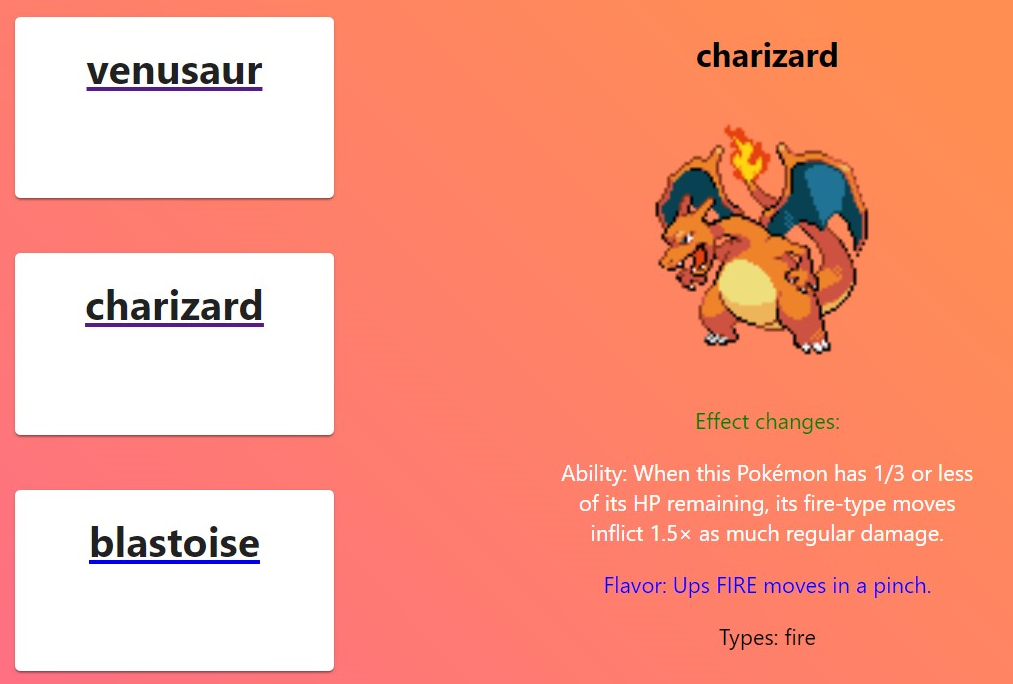 venusaur
charizard
blastoise
charizard
Effect changes:
Ability: When this Pokémon has 1/3 or less
of its HP remaining, its fire-type moves
inflict 1.5× as much regular damage.
Flavor: Ups FIRE moves in a pinch.
Types: fire